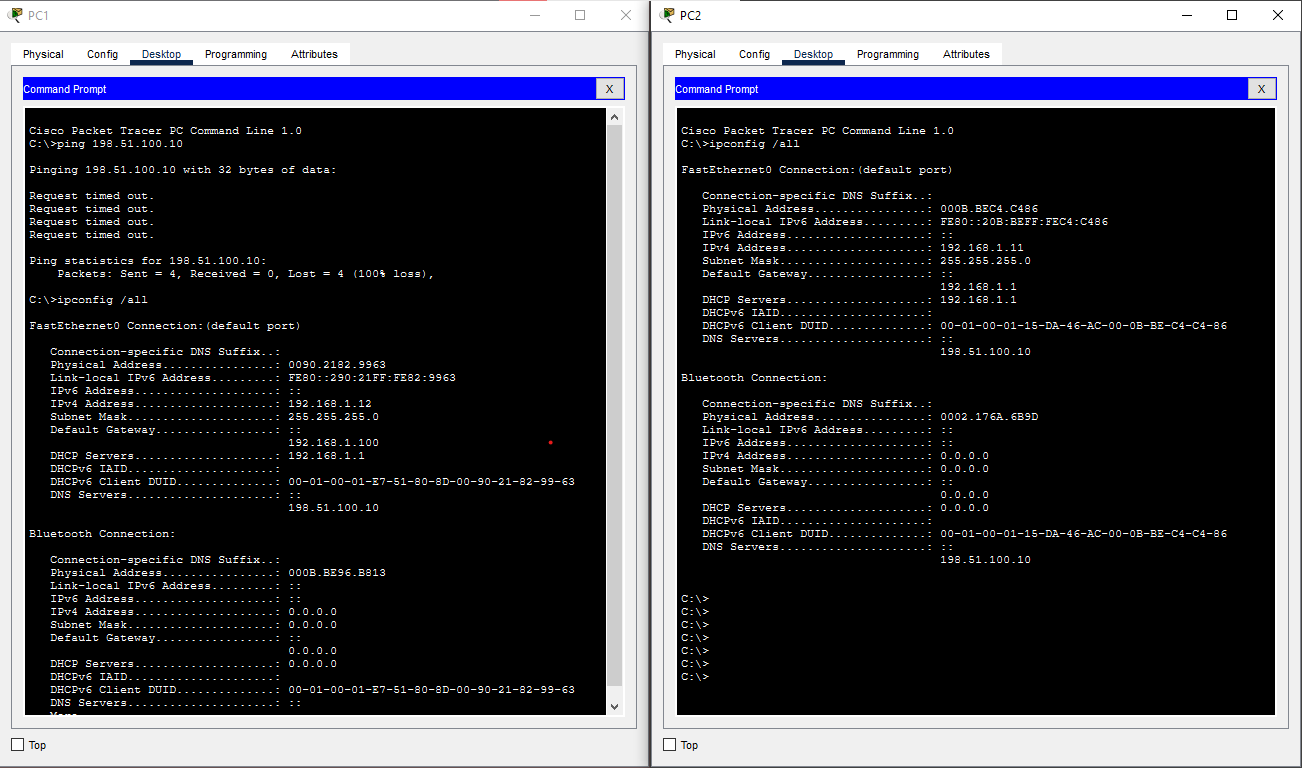 PC1
Physical Config Desktop Programming Attributes
Command Prompt X
Cisco Packet Tracer PC Command Line 1.0
C:\>ping 198.51.100.10
Pinging 198.51.100.10 with 32 bytes of data:
Request timed out.
Request timed out.
Request timed out.
Request timed out.
Ping statistics for 198.51.100.10:
Packets: Sent = 4, Received = 0, Lost = 4 (100% loss),
C:\>ipconfig /all
FastEthernet0 Connection:(default port)
Connection-specific DNS Suffix..:
Physical Address................: 0090.2182.9963
Link-local IPv6 Address.........: FE80::290:21FF:FE82:9963
IPv6 Address....................: ::
IPv4 Address....................: 192.168.1.12
Subnet Mask.....................: 255.255.255.0
Default Gateway.................: ::
192.168.1.100
DHCP Servers....................: 192.168.1.1
DHCPv6 IAID.....................:
DHCPv6 Client DUID..............: 00-01-00-01-E7-51-80-8D-00-90-21-82-99-63
DNS Servers.....................: ::
198.51.100.10
Bluetooth Connection:
Connection-specific DNS Suffix..:
Physical Address................: 000B.BE96.B813
Link-local IPv6 Address.........: ::
IPv6 Address....................: ::
IPv4 Address....................: 0.0.0.0
Subnet Mask.....................: 0.0.0.0
Default Gateway.................: ::
0.0.0.0
DHCP Servers....................: 0.0.0.0
DHCPv6 IAID.....................:
DHCPv6 Client DUID..............: 00-01-00-01-E7-51-80-8D-00-90-21-82-99-63
DNS Servers.....................: ::
Top
PC2
Physical Config Desktop Programming Attributes
Command Prompt X
Cisco Packet Tracer PC Command Line 1.0
C:\>ipconfig /all
FastEthernet0 Connection:(default port)
Connection-specific DNS Suffix..:
Physical Address................: 000B.BEC4.C486
Link-local IPv6 Address.........: FE80::20B:BEFF:FEC4:C486
IPv6 Address....................: ::
IPv4 Address....................: 192.168.1.11
Subnet Mask.....................: 255.255.255.0
Default Gateway.................: ::
192.168.1.1
DHCP Servers....................: 192.168.1.1
DHCPv6 IAID.....................:
DHCPv6 Client DUID..............: 00-01-00-01-15-DA-46-AC-00-0B-BE-C4-C4-86
DNS Servers.....................: ::
198.51.100.10
Bluetooth Connection:
Connection-specific DNS Suffix..:
Physical Address................: 0002.176A.6B9D
Link-local IPv6 Address.........: ::
IPv6 Address....................: ::
IPv4 Address....................: 0.0.0.0
Subnet Mask.....................: 0.0.0.0
Default Gateway.................: ::
0.0.0.0
DHCP Servers....................: 0.0.0.0
DHCPv6 IAID.....................:
DHCPv6 Client DUID..............: 00-01-00-01-15-DA-46-AC-00-0B-BE-C4-C4-86
DNS Servers.....................: ::
198.51.100.10
C:\>
C:\>
C:\>
C:\>
C:\>
C:\>
C:\>
Top